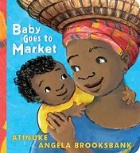 Baby
Goes to
Market
ATINUKE
ANGELA BROOKSBANK